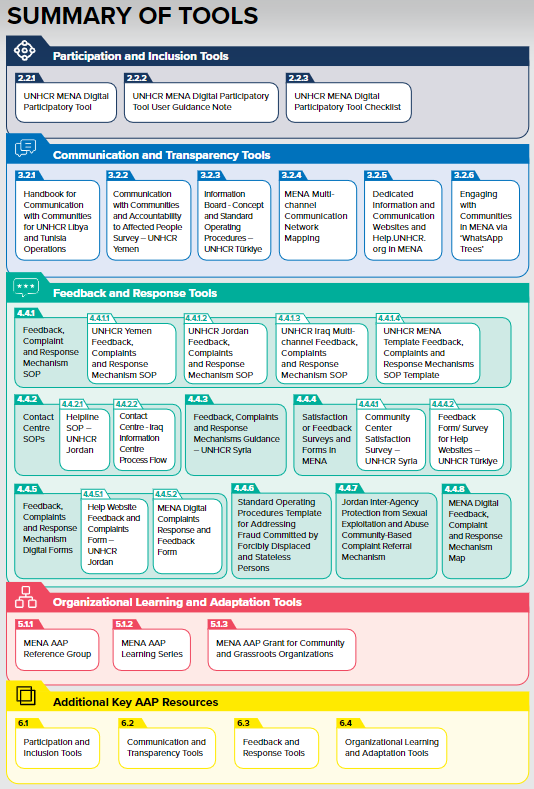 SUMMARY OF TOOLS
Participation and Inclusion Tools
2.2.1
UNHCR MENA Digital
Participatory Tool
2.2.2
UNHCR MENA Digital Participatory
Tool User Guidance Note
2.2.3
UNHCR MENA Digital
Participatory Tool Checklist
Communication and Transparency Tools
3.2.1
Handbook for
Communication
with Communities
for UNHCR Libya
and Tunisia
Operations
3.2.2
Communication
with Communities
and Accountability
to Affected People
Survey – UNHCR
Yemen
3.2.3
Information
Board - Concept
and Standard
Operating
Procedures –
UNHCR Türkiye
3.2.4
MENA Multi-
channel
Communication
Network
Mapping
3.2.5
Dedicated
Information and
Communication
Websites and
Help.UNHCR.
org in MENA
3.2.6
Engaging
with
Communities
in MENA via
‘WhatsApp
Trees’
Feedback and Response Tools
4.4.1
Feedback,
Complaint
and Response
Mechanism
SOP
4.4.1.1
UNHCR Yemen
Feedback,
Complaints
and Response
Mechanism SOP
4.4.1.2
UNHCR Jordan
Feedback,
Complaints
and Response
Mechanism SOP
4.4.1.3
UNHCR Iraq Multi-
channel Feedback,
Complaints
and Response
Mechanism SOP
4.4.1.4
UNHCR MENA
Template Feedback,
Complaints and
Response Mechanisms
SOP Template
4.4.2
Contact
Centre
SOPs
4.4.2.1
Helpline
SOP –
UNHCR
Jordan
4.4.2.2
Contact
Centre - Iraq
Information
Centre
Process Flow
4.4.3
Feedback, Complaints
and Response
Mechanisms Guidance
– UNHCR Syria
4.4.4
Satisfaction
or Feedback
Surveys and
Forms in
MENA
4.4.4.1
Community
Center
Satisfaction
Survey –
UNHCR Syria
4.4.4.2
Feedback
Form/ Survey
for Help
Websites –
UNHCR Türkiye
4.4.5
Feedback,
Complaints
and Response
Mechanism
Digital Forms
4.4.5.1
Help Website
Feedback and
Complaints
Form –
UNHCR
Jordan
4.4.5.2
MENA Digital
Complaints
Response and
Feedback
Form
4.4.6
Standard Operating
Procedures Template
for Addressing
Fraud Committed by
Forcibly Displaced
and Stateless
Persons
4.4.7
Jordan Inter-Agency
Protection from Sexual
Exploitation and Abuse
Community-Based
Complaint Referral
Mechanism
4.4.8
MENA Digital
Feedback,
Complaint
and Response
Mechanism
Map
Organizational Learning and Adaptation Tools
5.1.1
MENA AAP
Reference Group
5.1.2
MENA AAP
Learning Series
5.1.3
MENA AAP Grant for Community
and Grassroots Organizations
Additional Key AAP Resources
6.1
Participation and
Inclusion Tools
6.2
Communication and
Transparency Tools
6.3
Feedback and
Response Tools
6.4
Organizational Learning
and Adaptation Tools